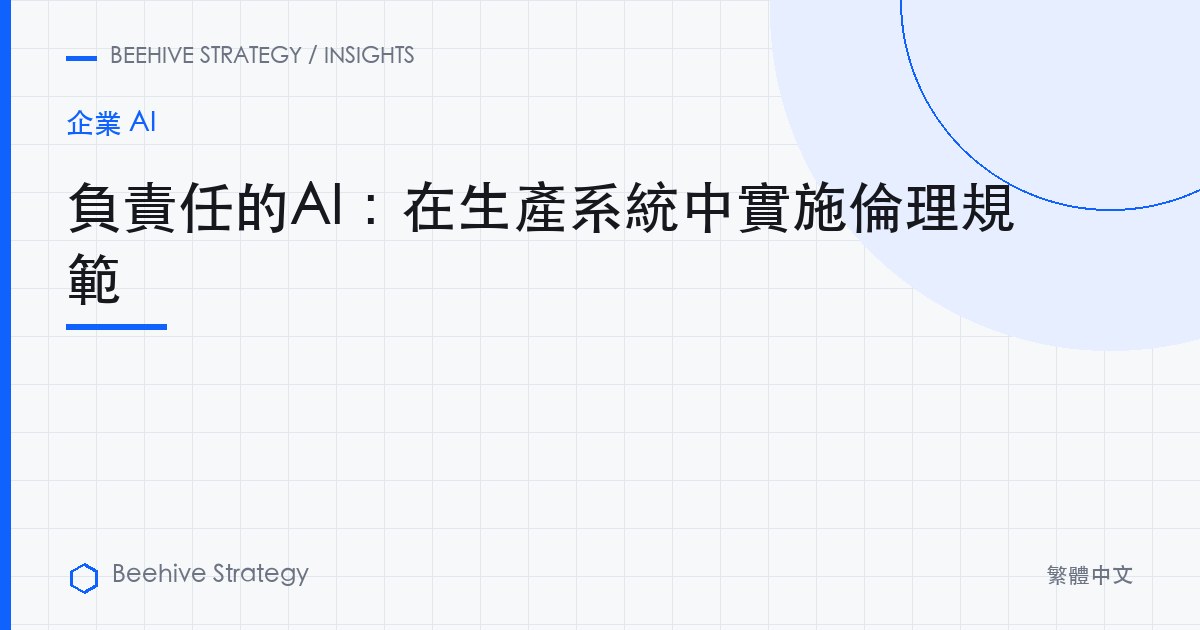 BEEHIVE STRATEGY / INSIGHTS
企業 AI
負責任的AI：在生產系統中實施倫理規
範
Beehive Strategy
繁體中文